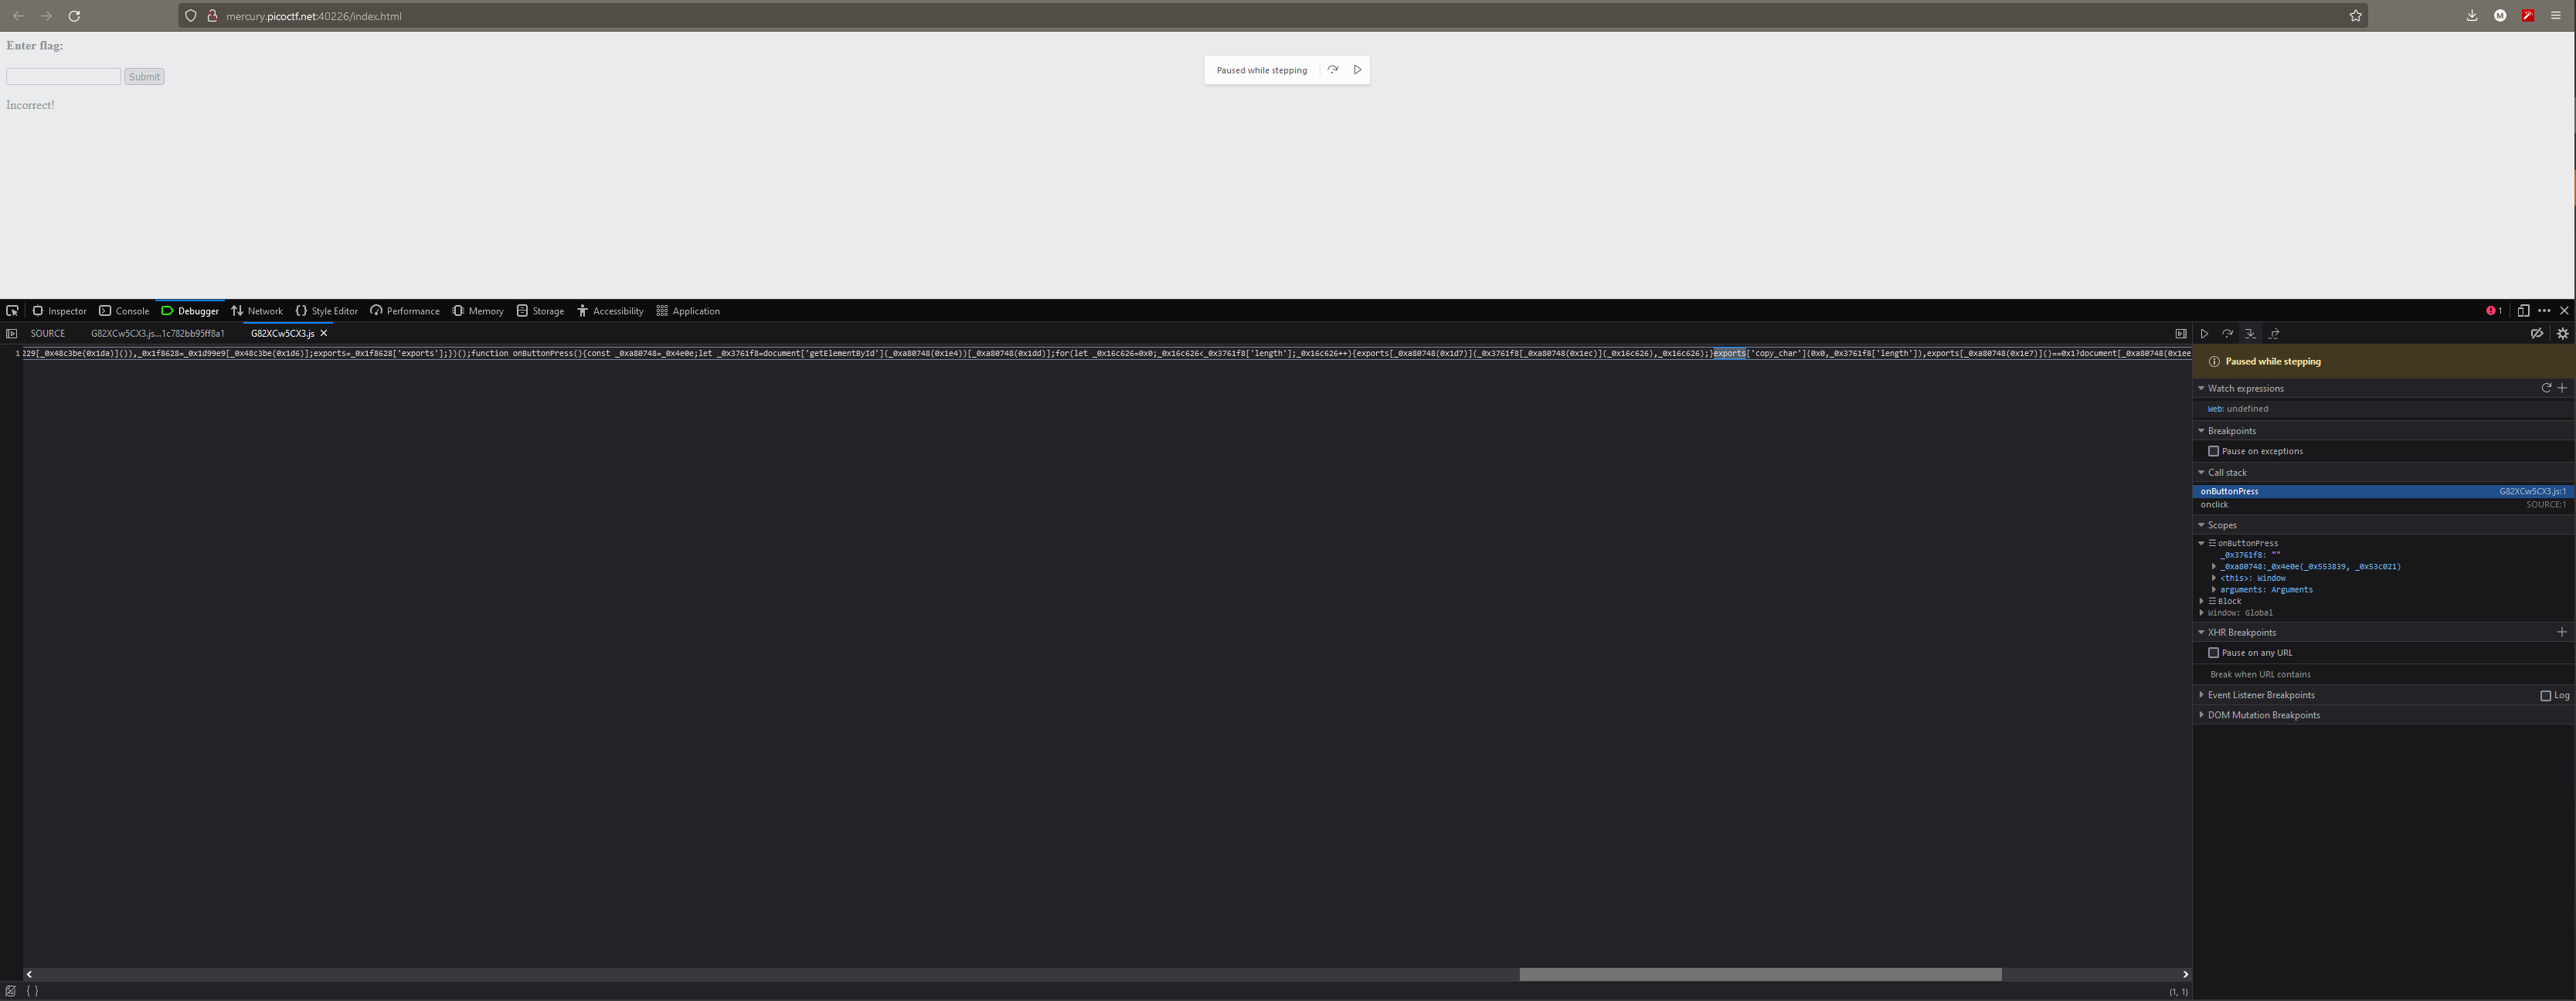 mercury.picoctf.net:40226/index.html
Enter flag:
Submit
Paused while stepping
Incorrect!
Inspector Console Debugger Network Style Editor Performance Memory Storage Accessibility Application 1
SOURCE G82XCw5CX3.js...1c782bb95ff8a1 G82XCw5CX3.js
1 229[_0x48c3be(0x1da)]()),_0x1f8628=_0x1d99e9[_0x48c3be(0x1d6)];exports=_0x1f8628['exports'];})();function onButtonPress(){const _0xa80748=_0x4e0e;let _0x3761f8=document['getElementById'](_0xa80748(0x1e4))[_0xa80748(0x1dd)];for(let _0x16c626=0x0;_0x16c626<_0x3761f8['length'];_0x16c626++){exports[_0xa80748(0x1d7)](_0x3761f8[_0xa80748(0x1ec)](_0x16c626),_0x16c626);}exports['copy_char'](0x0,_0x3761f8['length']),exports[_0xa80748(0x1e7)]()==0x1?document[_0xa80748(0x1ee
Paused while stepping
Watch expressions
Web: undefined
Breakpoints
Pause on exceptions
Call stack
onButtonPress G82XCw5CX3.js:1
onclick SOURCE:1
Scopes
onButtonPress
_0x3761f8: ""
_0xa80748:_0x4e0e(_0x553839, _0x53c021)
<this>: Window
arguments: Arguments
Block
Window: Global
XHR Breakpoints
Pause on any URL
Break when URL contains
Event Listener Breakpoints Log
DOM Mutation Breakpoints
{ } (1, 1)